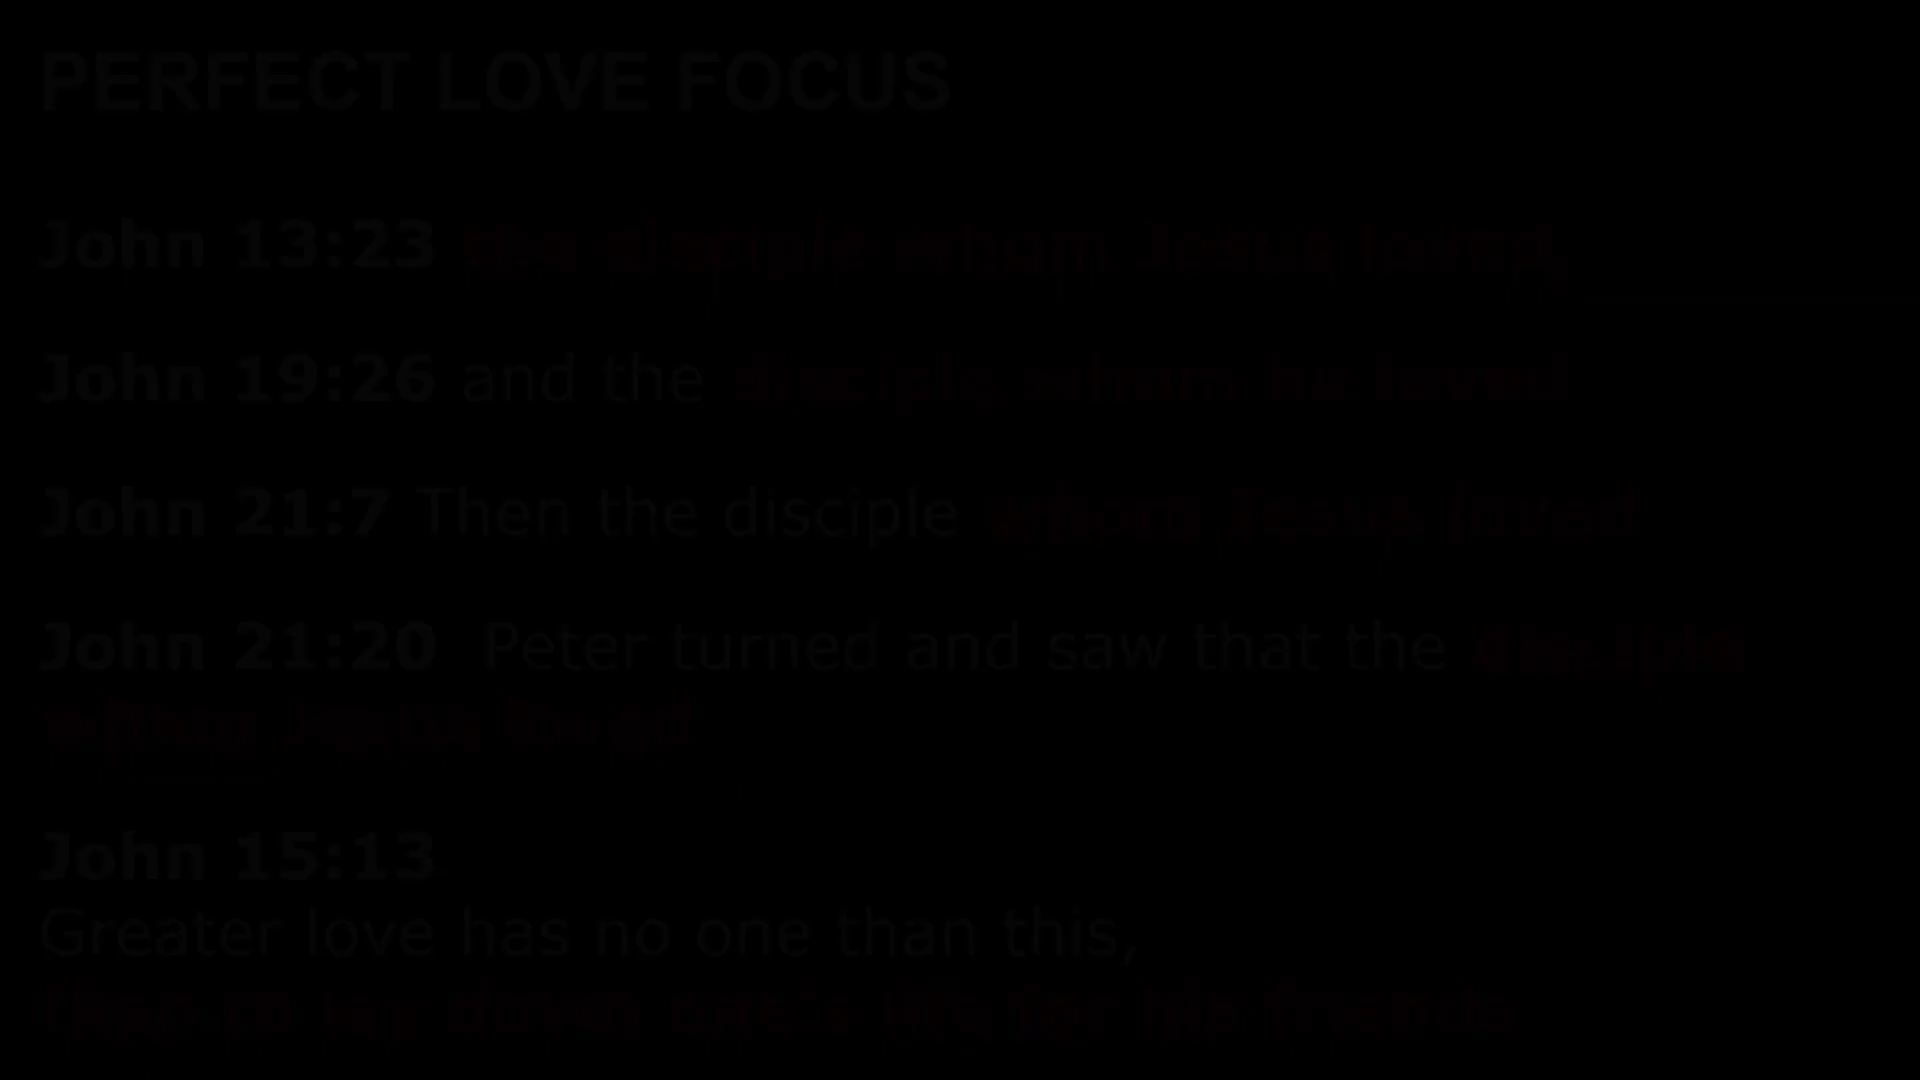 PERFECT LOVE FOCUS
John 13:23 the disciple whom Jesus loved,
John 19:26 and the disciple whom he loved
John 21:7 Then the disciple whom Jesus loved
John 21:20 Peter turned and saw that the disciple
whom Jesus loved
John 15:13
Greater love has no one than this,
than to lay down one's life for his friends